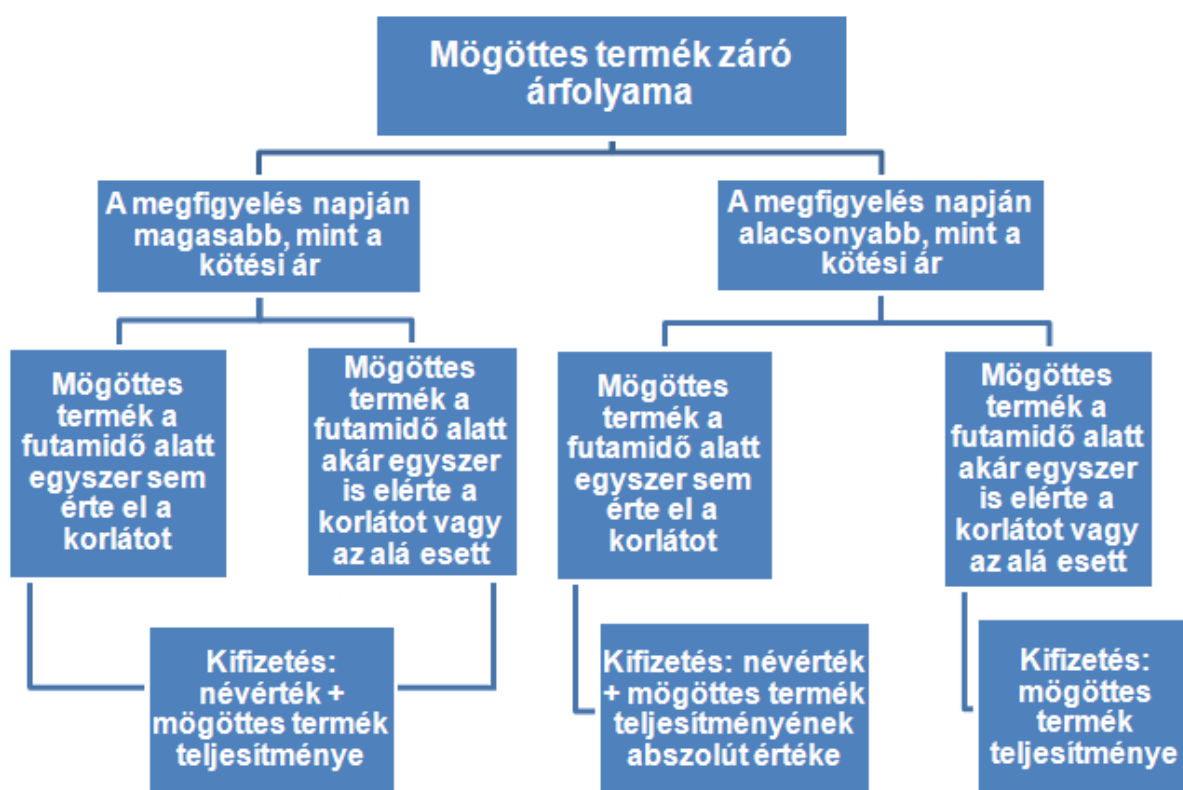 Mögöttes termék záró
árfolyama
A megfigyelés napján
magasabb, mint a
kötési ár
A megfigyelés napján
alacsonyabb, mint a
kötési ár
Mögöttes
termék a
futamidő alatt
egyszer sem
érte el a
korlátot
Mögöttes
termék a
futamidő alatt
akár egyszer
is elérte a
korlátot vagy
az alá esett
Mögöttes
termék a
futamidő alatt
egyszer sem
érte el a
korlátot
Mögöttes
termék a
futamidő alatt
akár egyszer
is elérte a
korlátot vagy
az alá esett
Kifizetés:
névérték +
mögöttes termék
teljesítménye
Kifizetés: névérték
+ mögöttes termék
teljesítményének
abszolút értéke
Kifizetés:
mögöttes
termék
teljesítménye